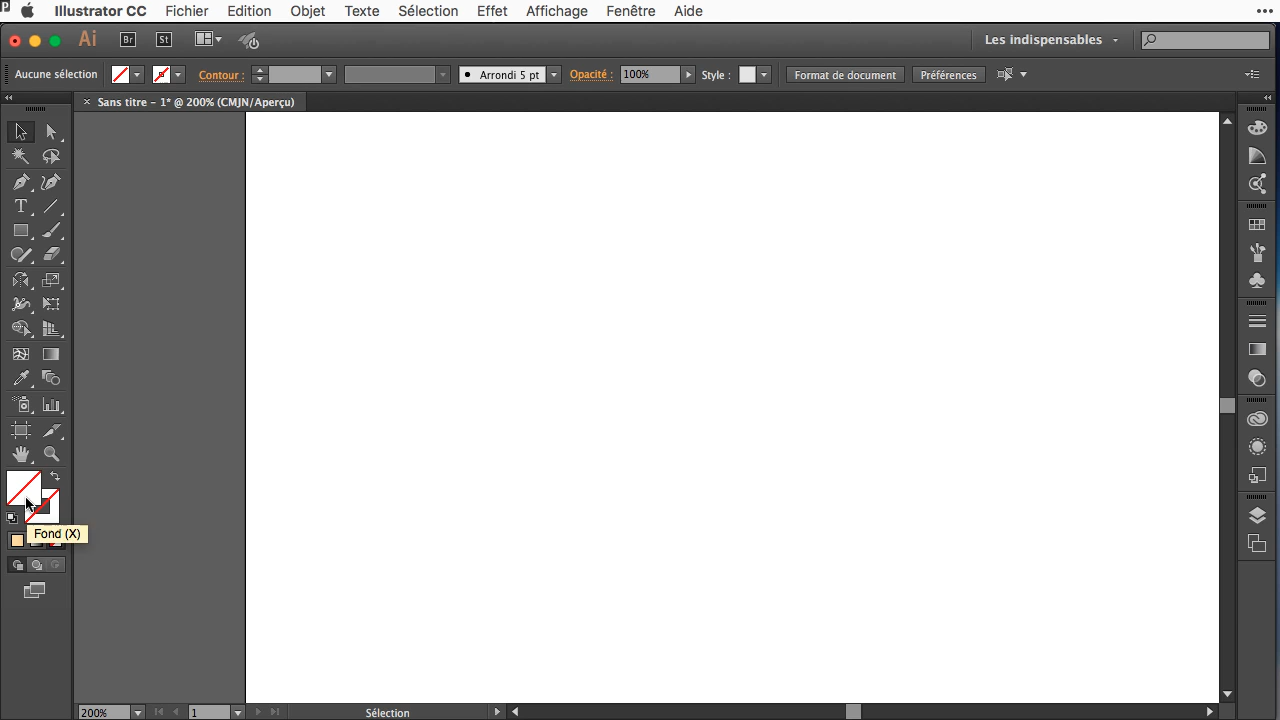 Illustrator CC Fichier Edition Objet Texte Sélection Effet Affichage Fenêtre Aide
Ai Br St Les indispensables
Aucune sélection Contour : Arrondi 5 pt Opacité : 100% Style : Format de document Préférences
× Sans titre - 1* @ 200% (CMJN/Aperçu)
T
Fond (X)
200% 1 Sélection